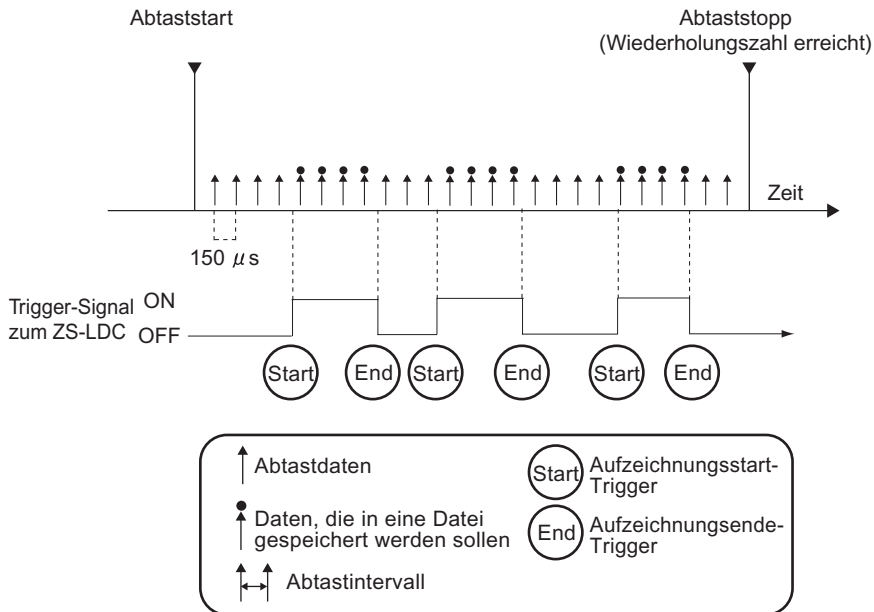 Abtaststart
Abtaststopp
(Wiederholungszahl erreicht)
Zeit
150 μs
Trigger-Signal
zum ZS-LDC
ON
OFF
Start
End
Start
End
Start
End
Abtastdaten
Daten, die in eine Datei
gespeichert werden sollen
Abtastintervall
Start
Aufzeichnungsstart-
Trigger
End
Aufzeichnungsende-
Trigger